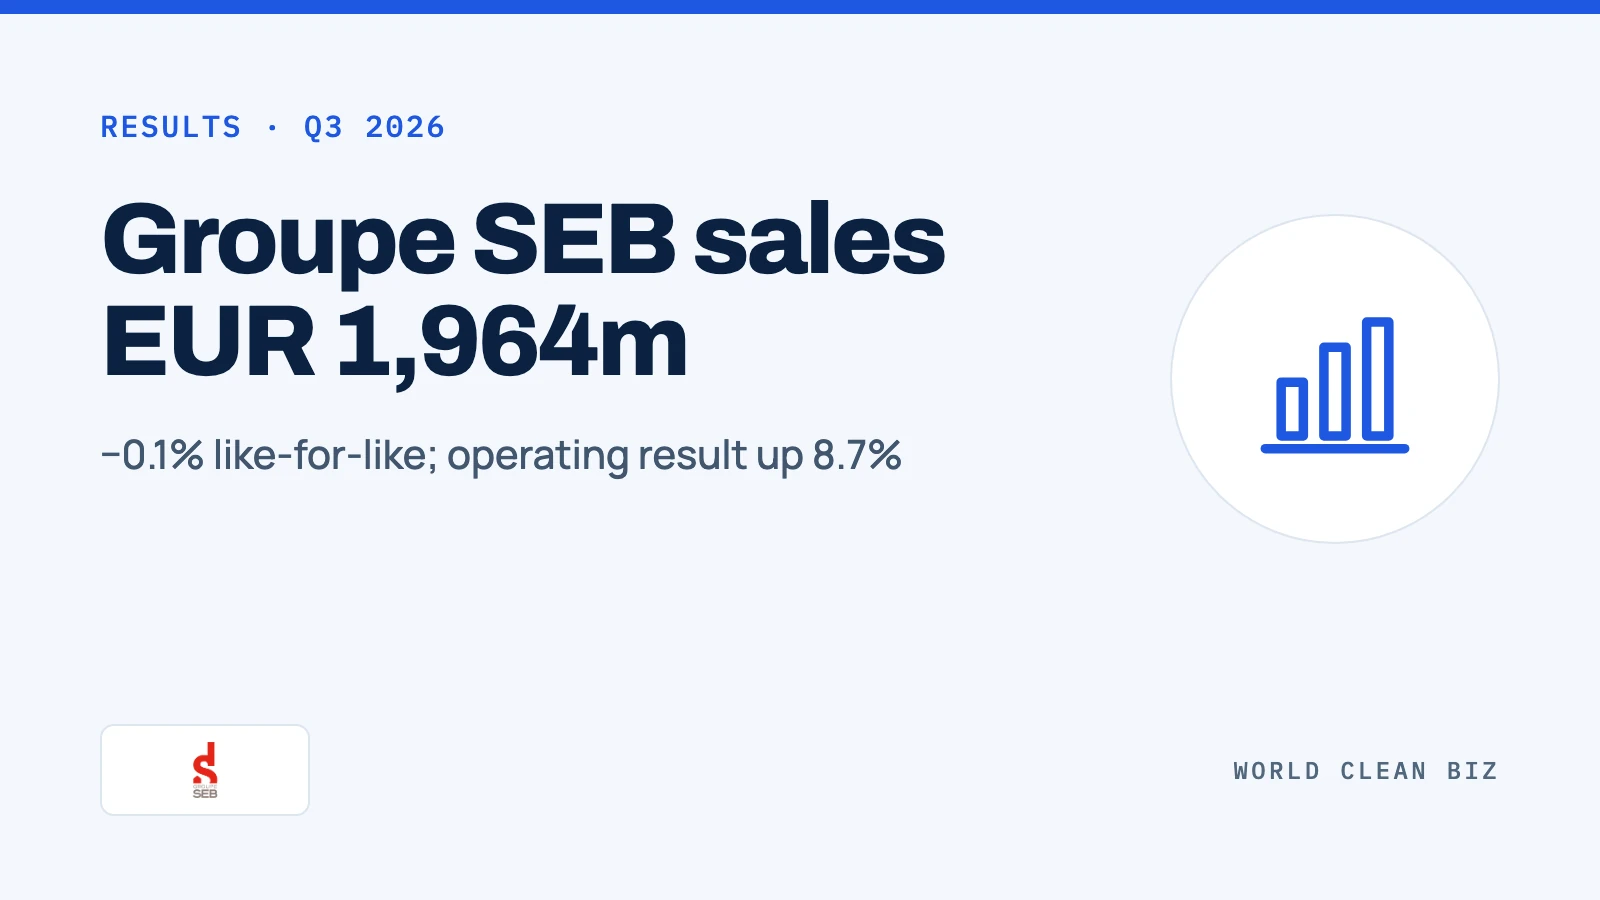 RESULTS · Q3 2026
Groupe SEB sales
EUR 1,964m
−0.1% like-for-like; operating result up 8.7%
GROUPE
SEB
WORLD CLEAN BIZ